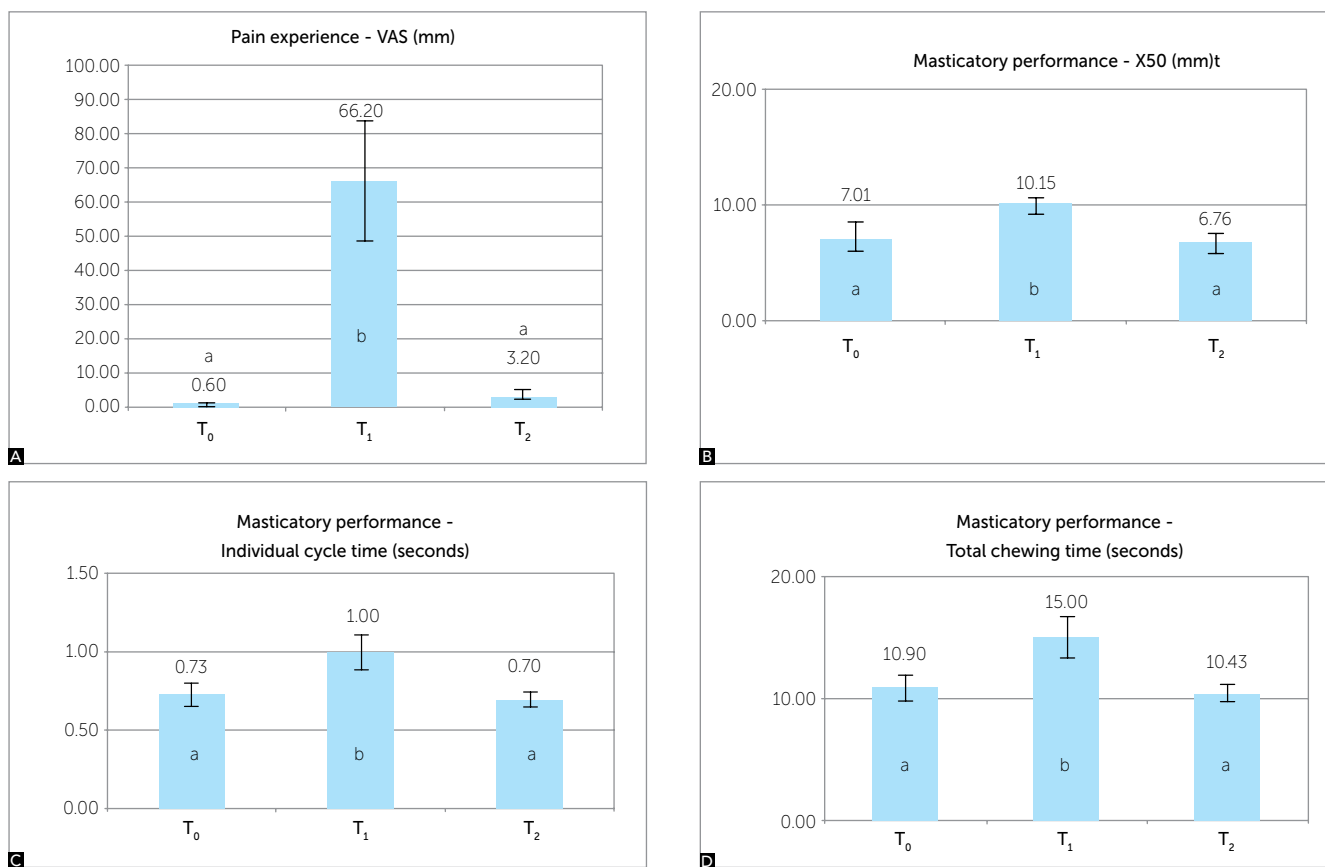 Pain experience - VAS (mm)
100.00
90.00
80.00
70.00
60.00
50.00
40.00
30.00
20.00
10.00
0.00
66.20
b
a
0.60
a
3.20
T₀
T₁
T₂
A
Masticatory performance - X50 (mm)t
20.00
10.00
0.00
7.01
10.15
6.76
a
b
a
T₀
T₁
T₂
B
Masticatory performance -
Individual cycle time (seconds)
1.50
1.00
0.50
0.00
0.73
1.00
0.70
a
b
a
T₀
T₁
T₂
C
Masticatory performance -
Total chewing time (seconds)
20.00
10.00
0.00
10.90
15.00
10.43
a
b
a
T₀
T₁
T₂
D